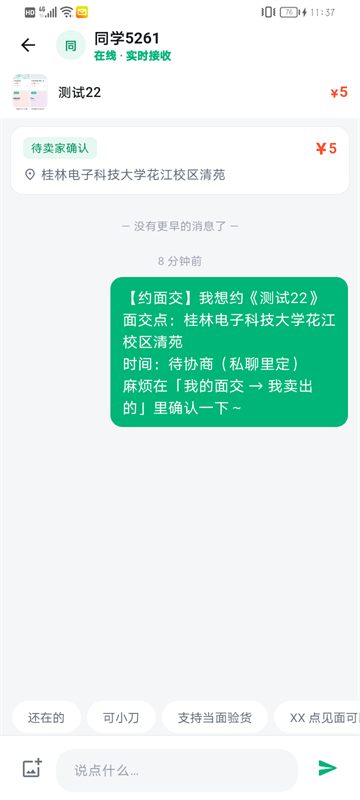 HD 4G 76 11:37
同 同学5261
在线 · 实时接收
测试22 ¥5
待卖家确认 ¥5
桂林电子科技大学花江校区清苑
— 没有更早的消息了 —
8 分钟前
【约面交】我想约《测试22》
面交点：桂林电子科技大学花江
校区清苑
时间：待协商（私聊里定）
麻烦在「我的面交 → 我卖出
的」里确认一下～
还在的 可小刀 支持当面验货 XX 点见面可
说点什么...